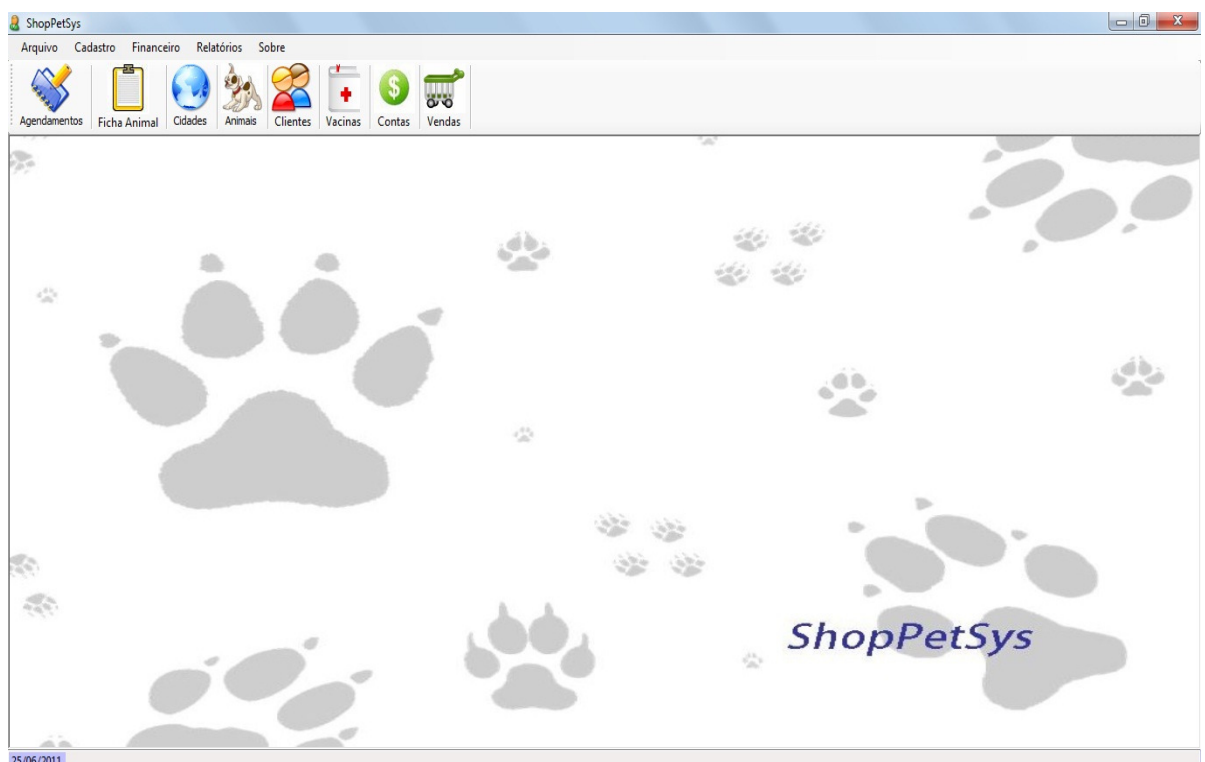 ShopPetSys
Arquivo Cadastro Financeiro Relatórios Sobre
Agendamentos Ficha Animal Cidades Animais Clientes Vacinas Contas Vendas
ShopPetSys
25/06/2011